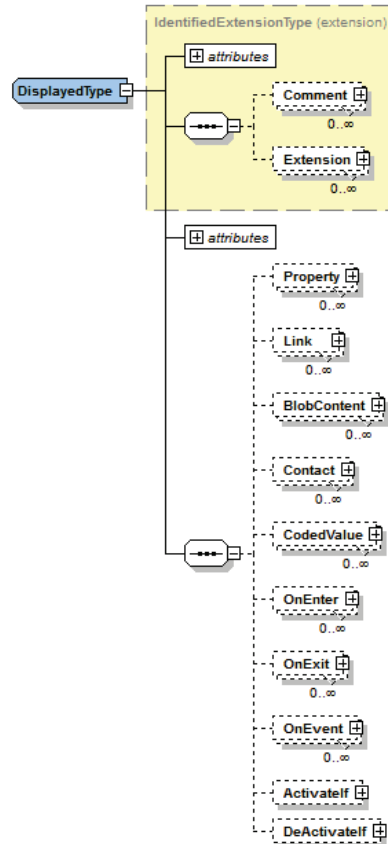 IdentifiedExtensionType (extension)
attributes
DisplayedType
Comment
0..∞
Extension
0..∞
attributes
Property
0..∞
Link
0..∞
BlobContent
0..∞
Contact
0..∞
CodedValue
0..∞
OnEnter
0..∞
OnExit
0..∞
OnEvent
0..∞
ActivateIf
DeActivateIf